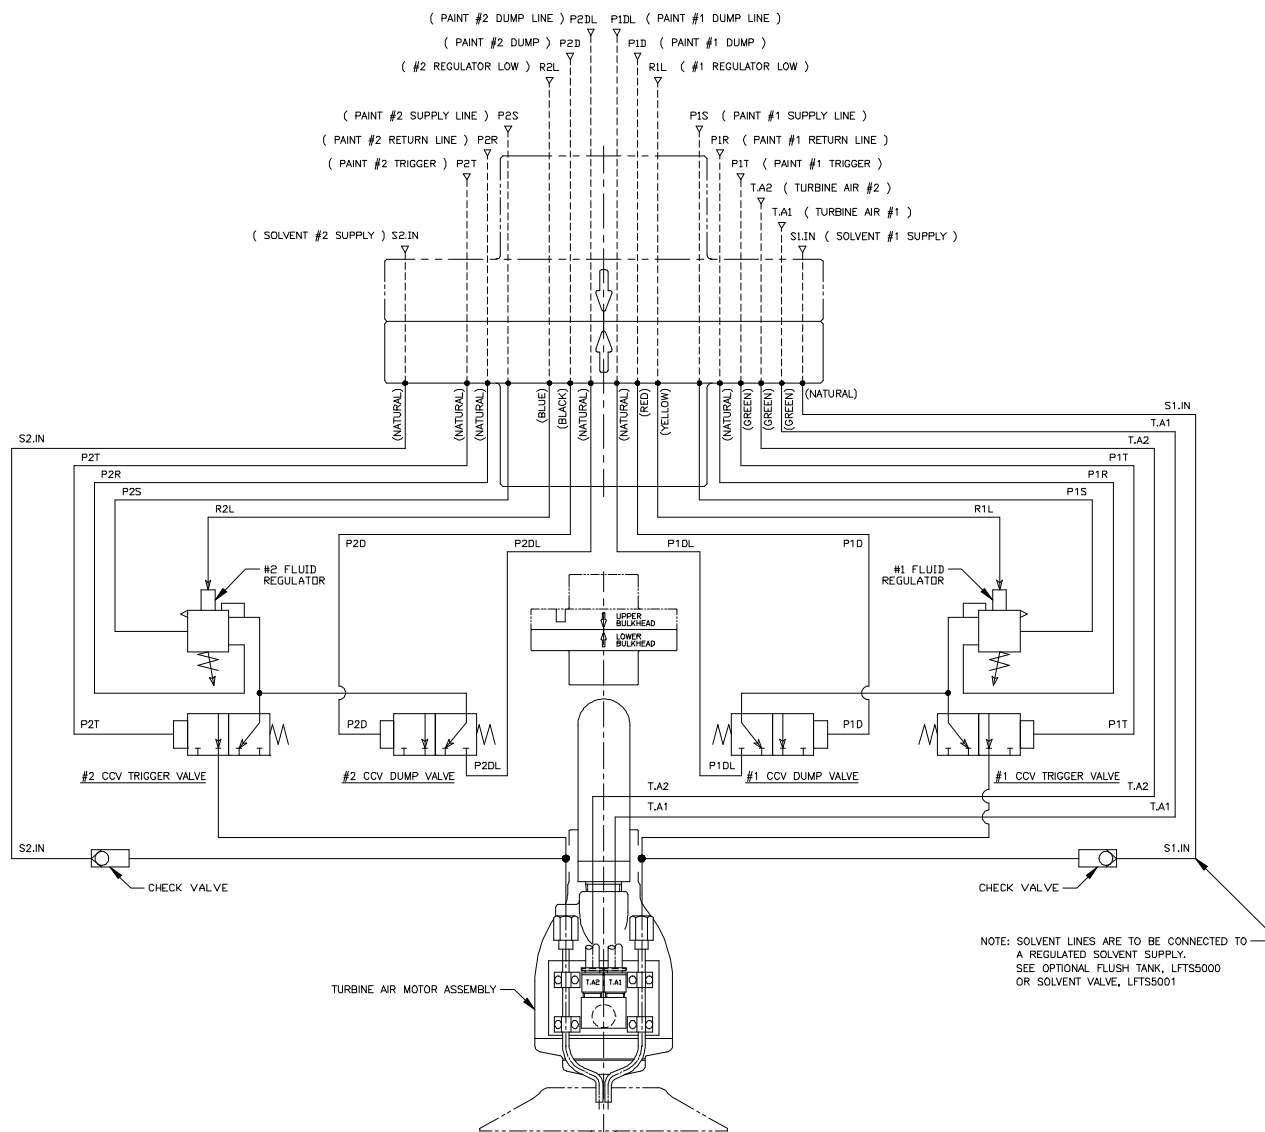 ( PAINT #2 DUMP LINE ) P2DL P1DL ( PAINT #1 DUMP LINE )
( PAINT #2 DUMP ) P2D P1D ( PAINT #1 DUMP )
( #2 REGULATOR LOW ) R2L R1L ( #1 REGULATOR LOW )
( PAINT #2 SUPPLY LINE ) P2S P1S ( PAINT #1 SUPPLY LINE )
( PAINT #2 RETURN LINE ) P2R P1R ( PAINT #1 RETURN LINE )
( PAINT #2 TRIGGER ) P2T P1T ( PAINT #1 TRIGGER )
T.A2 ( TURBINE AIR #2 )
T.A1 ( TURBINE AIR #1 )
( SOLVENT #2 SUPPLY ) S2.IN S1.IN ( SOLVENT #1 SUPPLY )
(NATURAL)
(NATURAL)
(NATURAL)
(BLUE)
(BLACK)
(NATURAL)
(NATURAL)
(RED)
(YELLOW)
(NATURAL)
(GREEN)
(GREEN)
(GREEN)
(NATURAL)
S1.IN
T.A1
S2.IN
T.A2
P2T
P1T
P2R
P1R
P2S
P1S
R2L
R1L
P2D
P2DL
P1DL
P1D
#2 FLUID
REGULATOR
#1 FLUID
REGULATOR
UPPER
BULKHEAD
LOWER
BULKHEAD
P2T
P2D
P1D
P1T
P2DL
P1DL
#2 CCV TRIGGER VALVE
#2 CCV DUMP VALVE
#1 CCV DUMP VALVE
#1 CCV TRIGGER VALVE
T.A2
T.A2
T.A1
T.A1
S2.IN
S1.IN
CHECK VALVE
CHECK VALVE
NOTE: SOLVENT LINES ARE TO BE CONNECTED TO
A REGULATED SOLVENT SUPPLY.
SEE OPTIONAL FLUSH TANK, LFTS5000
OR SOLVENT VALVE, LFTS5001
T.A2
T.A1
TURBINE AIR MOTOR ASSEMBLY